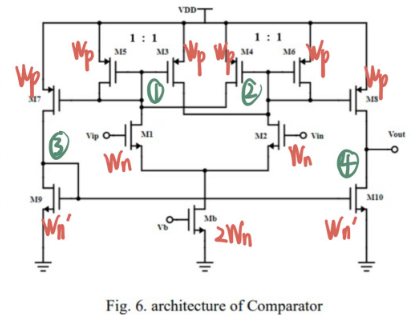 VDD
1 : 1
1 : 1
Wp
M5
M3
Wp
Wp
M4
M6
Wp
Wp
M7
①
②
M8
Wp
③
Vip
M1
M2
Vin
Vout
④
Wn
Wn
M9
Wn'
Vb
Mb
2Wn
M10
Wn'
Fig. 6. architecture of Comparator